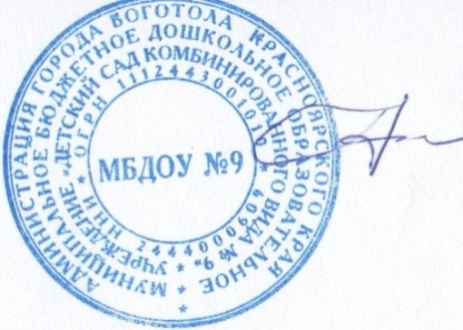 АДМИНИСТРАЦИЯ ГОРОДА БОГОТОЛА КРАСНОЯРСКОГО КРАЯ *
МУНИЦИПАЛЬНОЕ БЮДЖЕТНОЕ ДОШКОЛЬНОЕ ОБРАЗОВАТЕЛЬНОЕ
УЧРЕЖДЕНИЕ "ДЕТСКИЙ САД КОМБИНИРОВАННОГО ВИДА № 9" *
* ОГРН 1112443001010 * ИНН 2444000606
МБДОУ №9